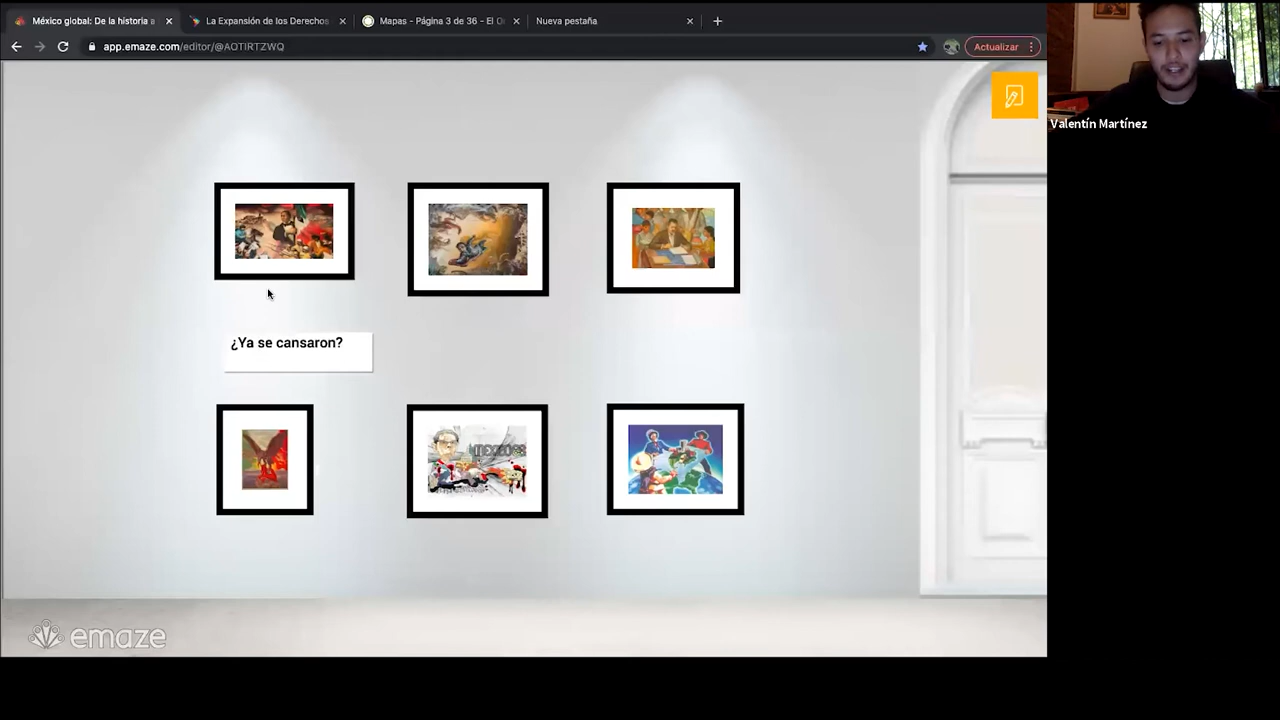 México global: De la historia a
La Expansión de los Derechos
Mapas - Página 3 de 36 - El O
Nueva pestaña
app.emaze.com/editor/@AOTIRTZWQ
Actualizar
Valentín Martínez
¿Ya se cansaron?
emaze